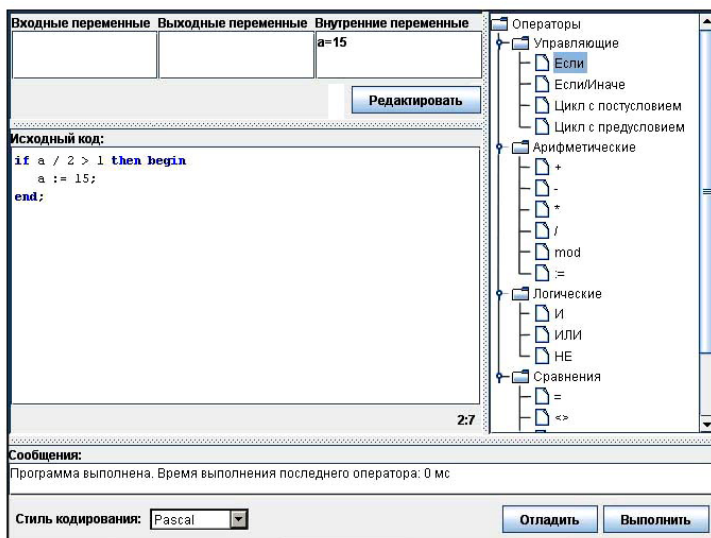 Входные переменные Выходные переменные Внутренние переменные
a=15
Редактировать
Исходный код:
if a / 2 > 1 then begin
a := 15;
end;
2:7
Операторы
Управляющие
Если
Если/Иначе
Цикл с постусловием
Цикл с предусловием
Арифметические
+
-
*
/
mod
:=
Логические
И
ИЛИ
НЕ
Сравнения
=
<>
Сообщения:
Программа выполнена. Время выполнения последнего оператора: 0 мс
Стиль кодирования: Pascal
Отладить Выполнить